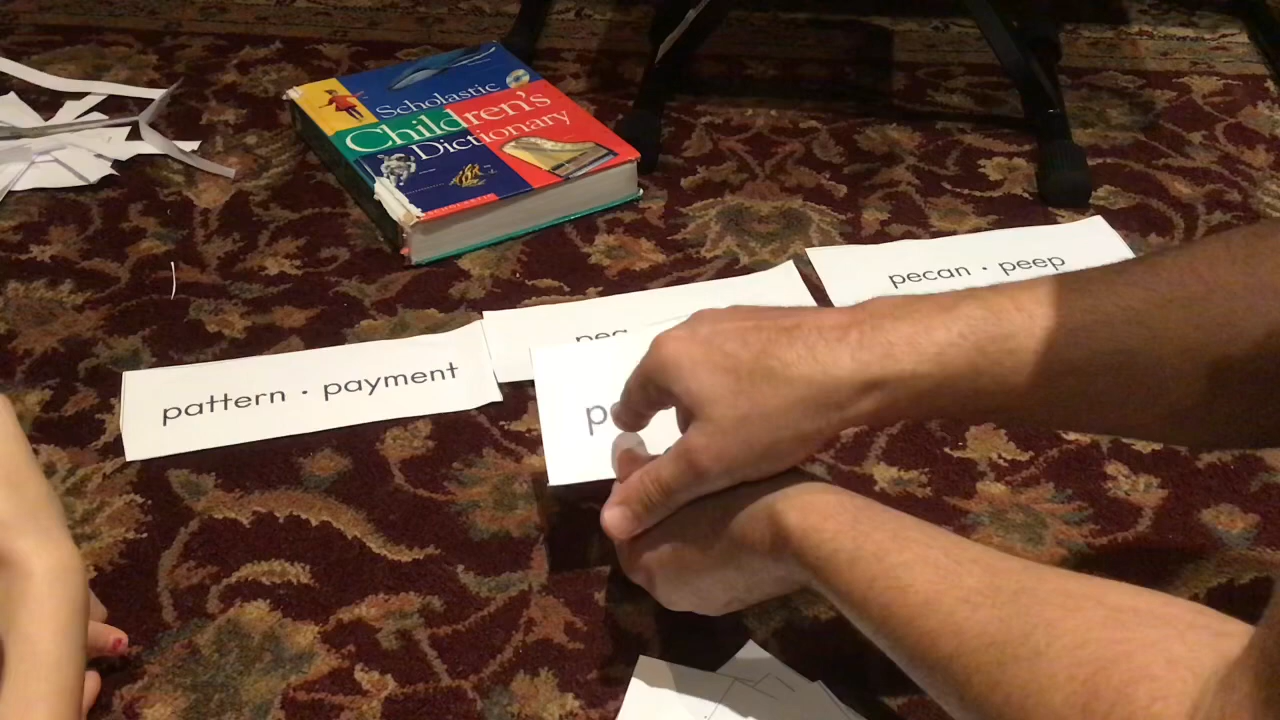 Scholastic
Children's
Dictionary
pecan · peep
pattern · payment